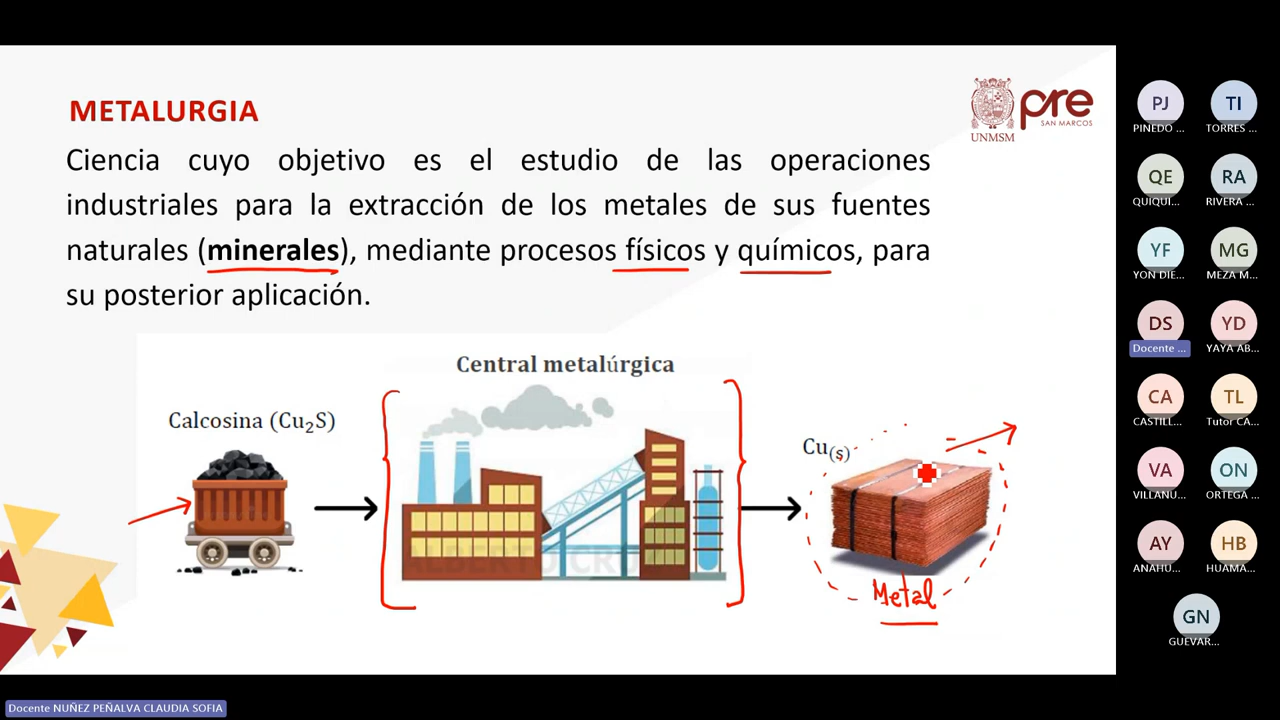 METALURGIA
pre
SAN MARCOS
UNMSM
Ciencia cuyo objetivo es el estudio de las operaciones
industriales para la extracción de los metales de sus fuentes
naturales (minerales), mediante procesos físicos y químicos, para
su posterior aplicación.
Central metalúrgica
Calcosina (Cu₂S)
Cu(s)
Metal
PJ TI
PINEDO ... TORRES ...
QE RA
QUIQUI... RIVERA ...
YF MG
YON DIE... MEZA M...
DS YD
Docente ... YAYA AB...
CA TL
CASTILL... Tutor CA...
VA ON
VILLANU... ORTEGA ...
AY HB
ANAHU... HUAMA...
GN
GUEVAR...
Docente NUÑEZ PEÑALVA CLAUDIA SOFIA